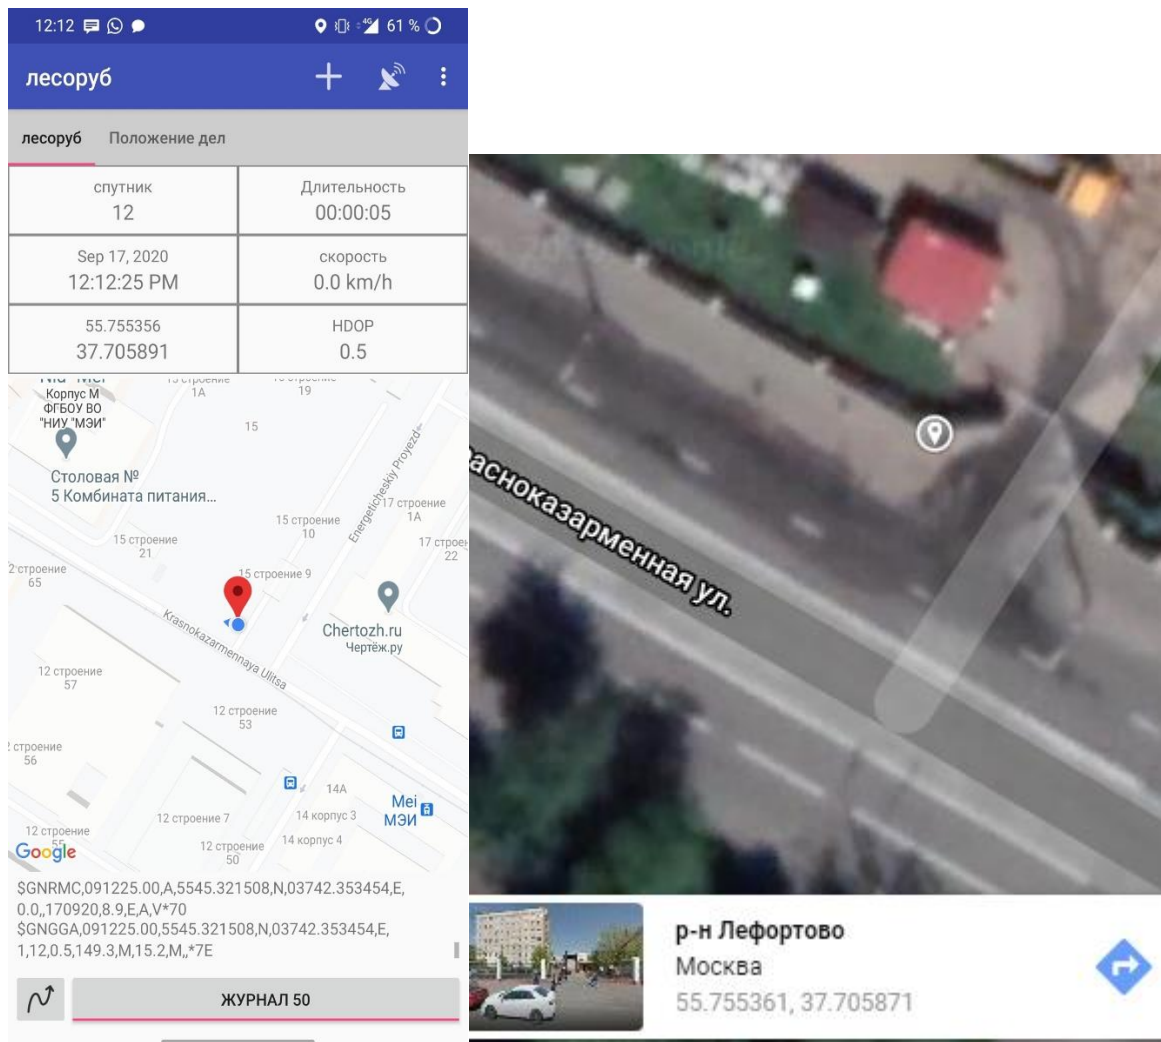 12:12
4G
61 %
лесоруб
лесоруб
Положение дел
спутник
12
Длительность
00:00:05
Sep 17, 2020
12:12:25 PM
скорость
0.0 km/h
55.755356
37.705891
HDOP
0.5
Корпус М
ФГБОУ ВО
"НИУ "МЭИ"
1А
19
15
Столовая №
5 Комбината питания...
Energeticheskiy Proyezd
17 строение
1А
15 строение
10
15 строение
21
17 строен
22
2 строение
65
15 строение 9
Chertozh.ru
Чертёж.ру
Krasnokazarmennaya Ulitsa
12 строение
57
12 строение
53
строение
56
14А
Mei
МЭИ
12 строение 7
14 корпус 3
12 строение
55
14 корпус 4
12 строение
50
Google
$GNRMC,091225.00,A,5545.321508,N,03742.353454,E,
0.0,,170920,8.9,E,A,V*70
$GNGGA,091225.00,5545.321508,N,03742.353454,E,
1,12,0.5,149.3,M,15.2,M,,*7E
ЖУРНАЛ 50
асноказарменная ул.
р-н Лефортово
Москва
55.755361, 37.705871